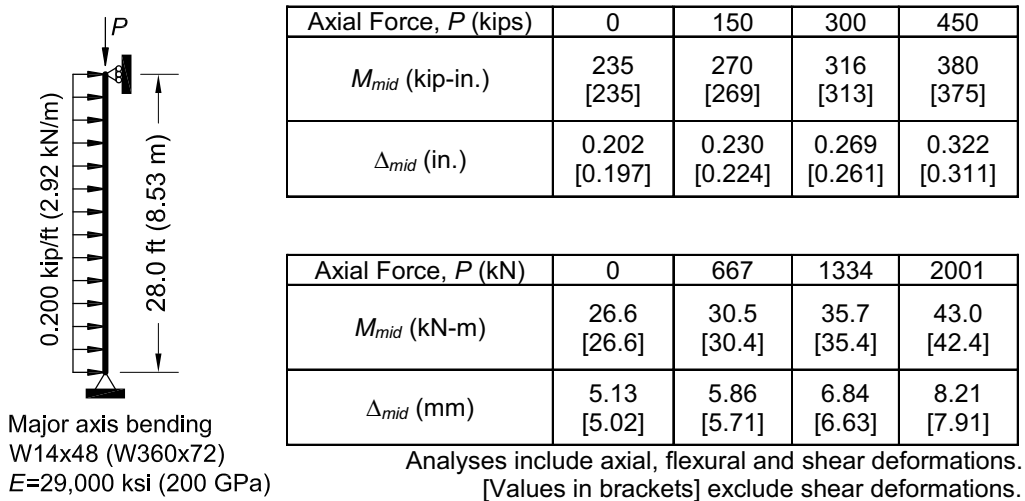 P
0.200 kip/ft (2.92 kN/m)
28.0 ft (8.53 m)
Major axis bending
W14x48 (W360x72)
E=29,000 ksi (200 GPa)
Axial Force, P (kips) 0 150 300 450
Mmid (kip-in.) 235 270 316 380
[235] [269] [313] [375]
Δmid (in.) 0.202 0.230 0.269 0.322
[0.197] [0.224] [0.261] [0.311]
Axial Force, P (kN) 0 667 1334 2001
Mmid (kN-m) 26.6 30.5 35.7 43.0
[26.6] [30.4] [35.4] [42.4]
Δmid (mm) 5.13 5.86 6.84 8.21
[5.02] [5.71] [6.63] [7.91]
Analyses include axial, flexural and shear deformations.
[Values in brackets] exclude shear deformations.